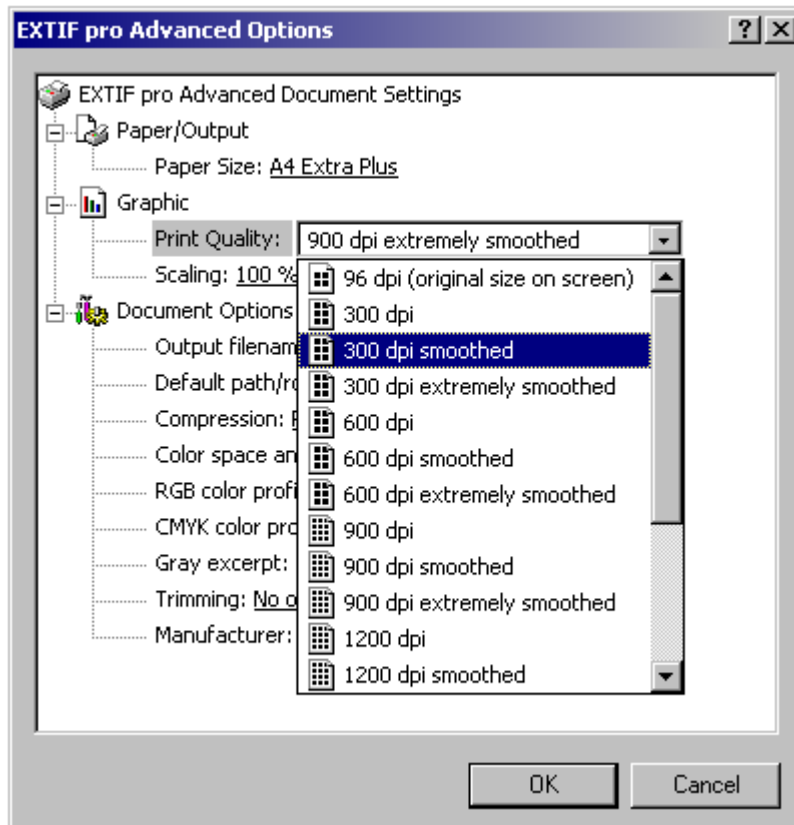 EXTIF pro Advanced Options
EXTIF pro Advanced Document Settings
Paper/Output
Paper Size: A4 Extra Plus
Graphic
Print Quality: 900 dpi extremely smoothed
Scaling: 100 %
96 dpi (original size on screen)
300 dpi
300 dpi smoothed
300 dpi extremely smoothed
600 dpi
600 dpi smoothed
600 dpi extremely smoothed
900 dpi
900 dpi smoothed
900 dpi extremely smoothed
1200 dpi
1200 dpi smoothed
Document Options
Output filenam
Default path/
Compression:
Color space an
RGB color profi
CMYK color pro
Gray excerpt:
Trimming: No o
Manufacturer:
OK
Cancel